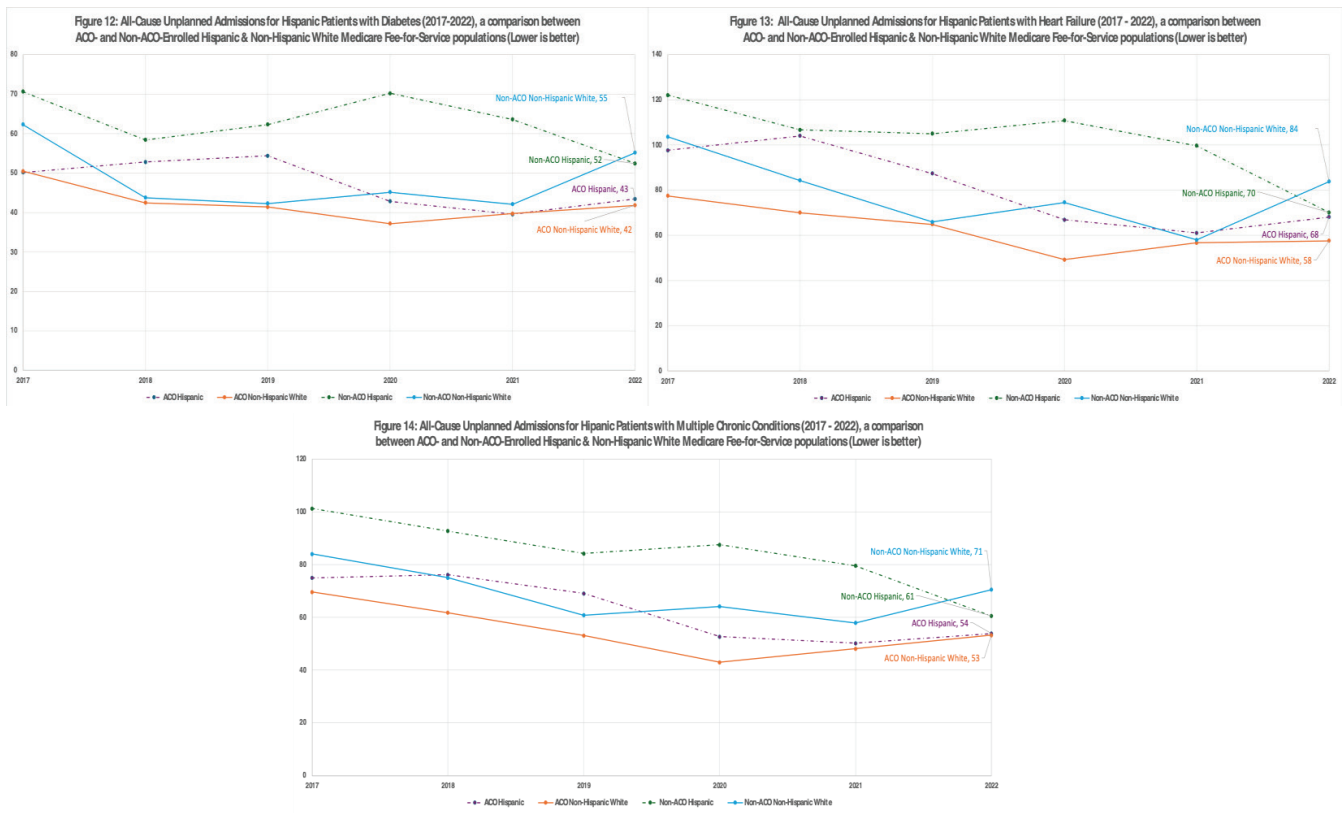 Figure 12: All-Cause Unplanned Admissions for Hispanic Patients with Diabetes (2017-2022), a comparison between
ACO- and Non-ACO-Enrolled Hispanic & Non-Hispanic White Medicare Fee-for-Service populations (Lower is better)
80
70
60
50
40
30
20
10
0
Non-ACO Non-Hispanic White, 55
Non-ACO Hispanic, 52
ACO Hispanic, 43
ACO Non-Hispanic White, 42
2017 2018 2019 2020 2021 2022
ACO Hispanic ACO Non-Hispanic White Non-ACO Hispanic Non-ACO Non-Hispanic White
Figure 13: All-Cause Unplanned Admissions for Hispanic Patients with Heart Failure (2017 - 2022), a comparison between
ACO- and Non-ACO-Enrolled Hispanic & Non-Hispanic White Medicare Fee-for-Service populations (Lower is better)
140
120
100
80
60
40
20
0
Non-ACO Non-Hispanic White, 84
Non-ACO Hispanic, 70
ACO Hispanic, 68
ACO Non-Hispanic White, 58
2017 2018 2019 2020 2021 2022
ACO Hispanic ACO Non-Hispanic White Non-ACO Hispanic Non-ACO Non-Hispanic White
Figure 14: All-Cause Unplanned Admissions for Hipanic Patients with Multiple Chronic Conditions (2017 - 2022), a comparison
between ACO- and Non-ACO-Enrolled Hispanic & Non-Hispanic White Medicare Fee-for-Service populations (Lower is better)
120
100
80
60
40
20
0
Non-ACO Non-Hispanic White, 71
Non-ACO Hispanic, 61
ACO Hispanic, 54
ACO Non-Hispanic White, 53
2017 2018 2019 2020 2021 2022
ACO Hispanic ACO Non-Hispanic White Non-ACO Hispanic Non-ACO Non-Hispanic White